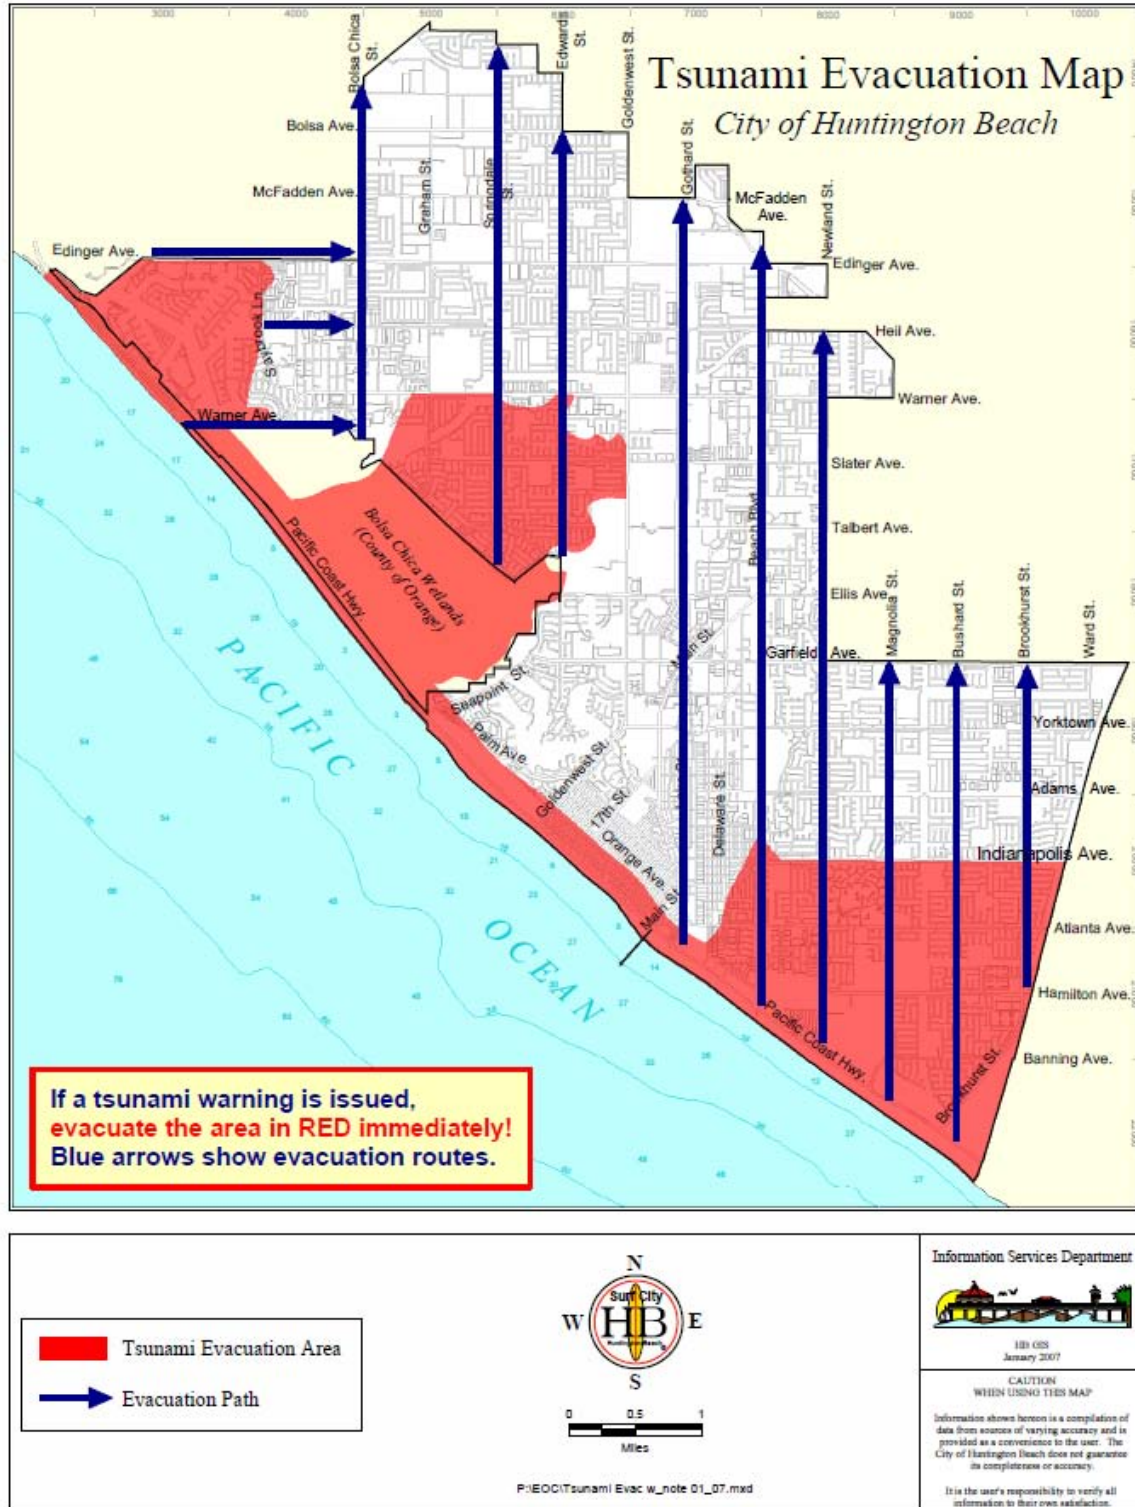 3000 4000 6000 7000 8000 9000 10000
Tsunami Evacuation Map
City of Huntington Beach
Bolsa Chica
St.
Edwards
St.
Goldenwest St.
Bolsa Ave.
McFadden Ave.
Graham St.
Springdale
St.
Gothard St.
McFadden
Ave.
Newland St.
Edinger Ave.
Edinger Ave.
Saybrook Ln.
Heil Ave.
Warner Ave.
Warner Ave.
Slater Ave.
Talbert Ave.
Beach Blvd.
Bolsa Chica Wetlands
(County of Orange)
Pacific Coast Hwy.
Ellis Ave.
Magnolia St.
Bushard St.
Brookhurst St.
Ward St.
Main St.
Garfield Ave.
Seapoint St.
Palm Ave.
Yorktown Ave.
Goldenwest St.
17th St.
Adams Ave.
Orange Ave.
Delaware St.
Indianapolis Ave.
Main St.
Atlanta Ave.
Hamilton Ave.
Pacific Coast Hwy.
Banning Ave.
Brookhurst St.
PACIFIC
OCEAN
If a tsunami warning is issued,
evacuate the area in RED immediately!
Blue arrows show evacuation routes.
Tsunami Evacuation Area
Evacuation Path
N
W E
S
Surf City
HB
Huntington Beach
0 0.5 1
Miles
P:\EOC\Tsunami Evac w_note 01_07.mxd
Information Services Department
HB GIS
January 2007
CAUTION
WHEN USING THIS MAP
Information shown hereon is a compilation of
data from sources of varying accuracy and is
provided as a convenience to the user. The
City of Huntington Beach does not guarantee
its completeness or accuracy.
It is the user's responsibility to verify all
information to their own satisfaction.